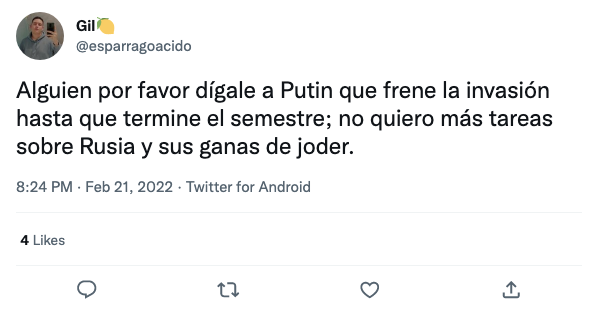 Gil🍋
@esparragoacido
Alguien por favor dígale a Putin que frene la invasión
hasta que termine el semestre; no quiero más tareas
sobre Rusia y sus ganas de joder.
8:24 PM · Feb 21, 2022 · Twitter for Android
4 Likes